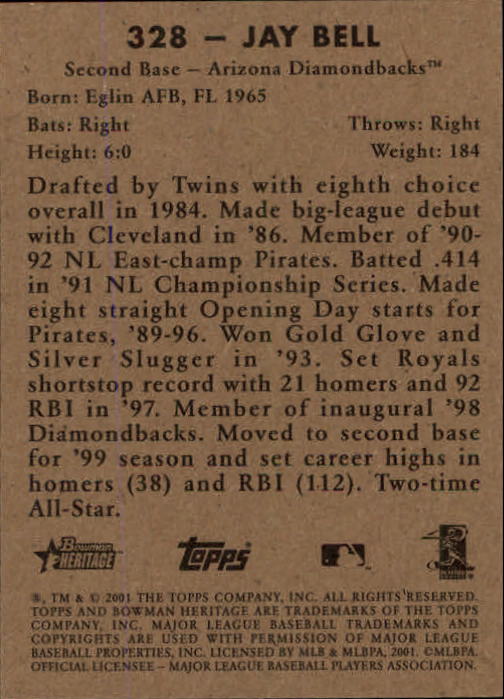 328 – JAY BELL
Second Base – Arizona Diamondbacks™
Born: Eglin AFB, FL 1965
Bats: Right Throws: Right
Height: 6:0 Weight: 184
Drafted by Twins with eighth choice
overall in 1984. Made big-league debut
with Cleveland in '86. Member of '90-
92 NL East-champ Pirates. Batted .414
in '91 NL Championship Series. Made
eight straight Opening Day starts for
Pirates, '89-96. Won Gold Glove and
Silver Slugger in '93. Set Royals
shortstop record with 21 homers and 92
RBI in '97. Member of inaugural '98
Diamondbacks. Moved to second base
for '99 season and set career highs in
homers (38) and RBI (112). Two-time
All-Star.
Bowman HERITAGE Topps
®, TM & © 2001 THE TOPPS COMPANY, INC. ALL RIGHTS RESERVED.
TOPPS AND BOWMAN HERITAGE ARE TRADEMARKS OF THE TOPPS
COMPANY, INC. MAJOR LEAGUE BASEBALL TRADEMARKS AND
COPYRIGHTS ARE USED WITH PERMISSION OF MAJOR LEAGUE
BASEBALL PROPERTIES, INC. LICENSED BY MLB & MLBPA, 2001. ©MLBPA.
OFFICIAL LICENSEE – MAJOR LEAGUE BASEBALL PLAYERS ASSOCIATION.